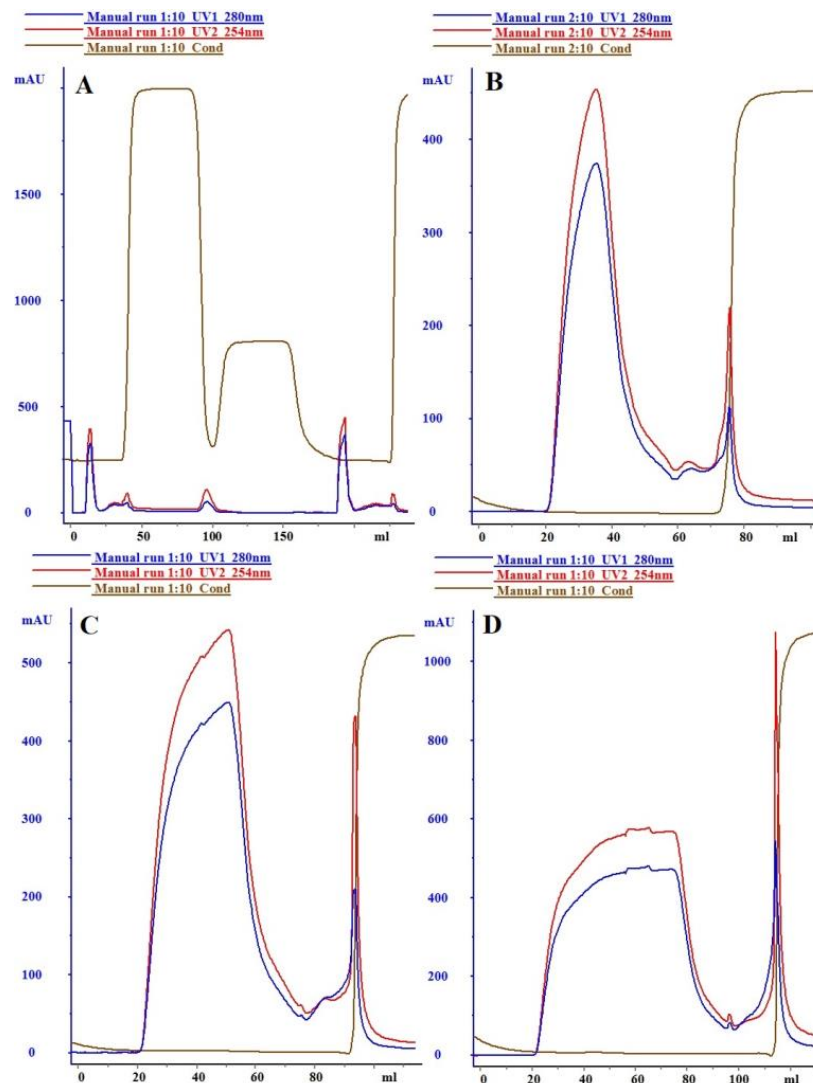 Manual run 1:10 UV1 280nm
Manual run 1:10 UV2 254nm
Manual run 1:10 Cond
mAU
A
1500
1000
500
0
0 50 100 150 ml
Manual run 2:10 UV1 280nm
Manual run 2:10 UV2 254nm
Manual run 2:10 Cond
mAU
B
400
300
200
100
0
0 20 40 60 80 ml
Manual run 1:10 UV1 280nm
Manual run 1:10 UV2 254nm
Manual run 1:10 Cond
mAU
C
500
400
300
200
100
0
0 20 40 60 80 ml
Manual run 1:10 UV1 280nm
Manual run 1:10 UV2 254nm
Manual run 1:10 Cond
mAU
D
1000
800
600
400
200
0
0 20 40 60 80 100 ml